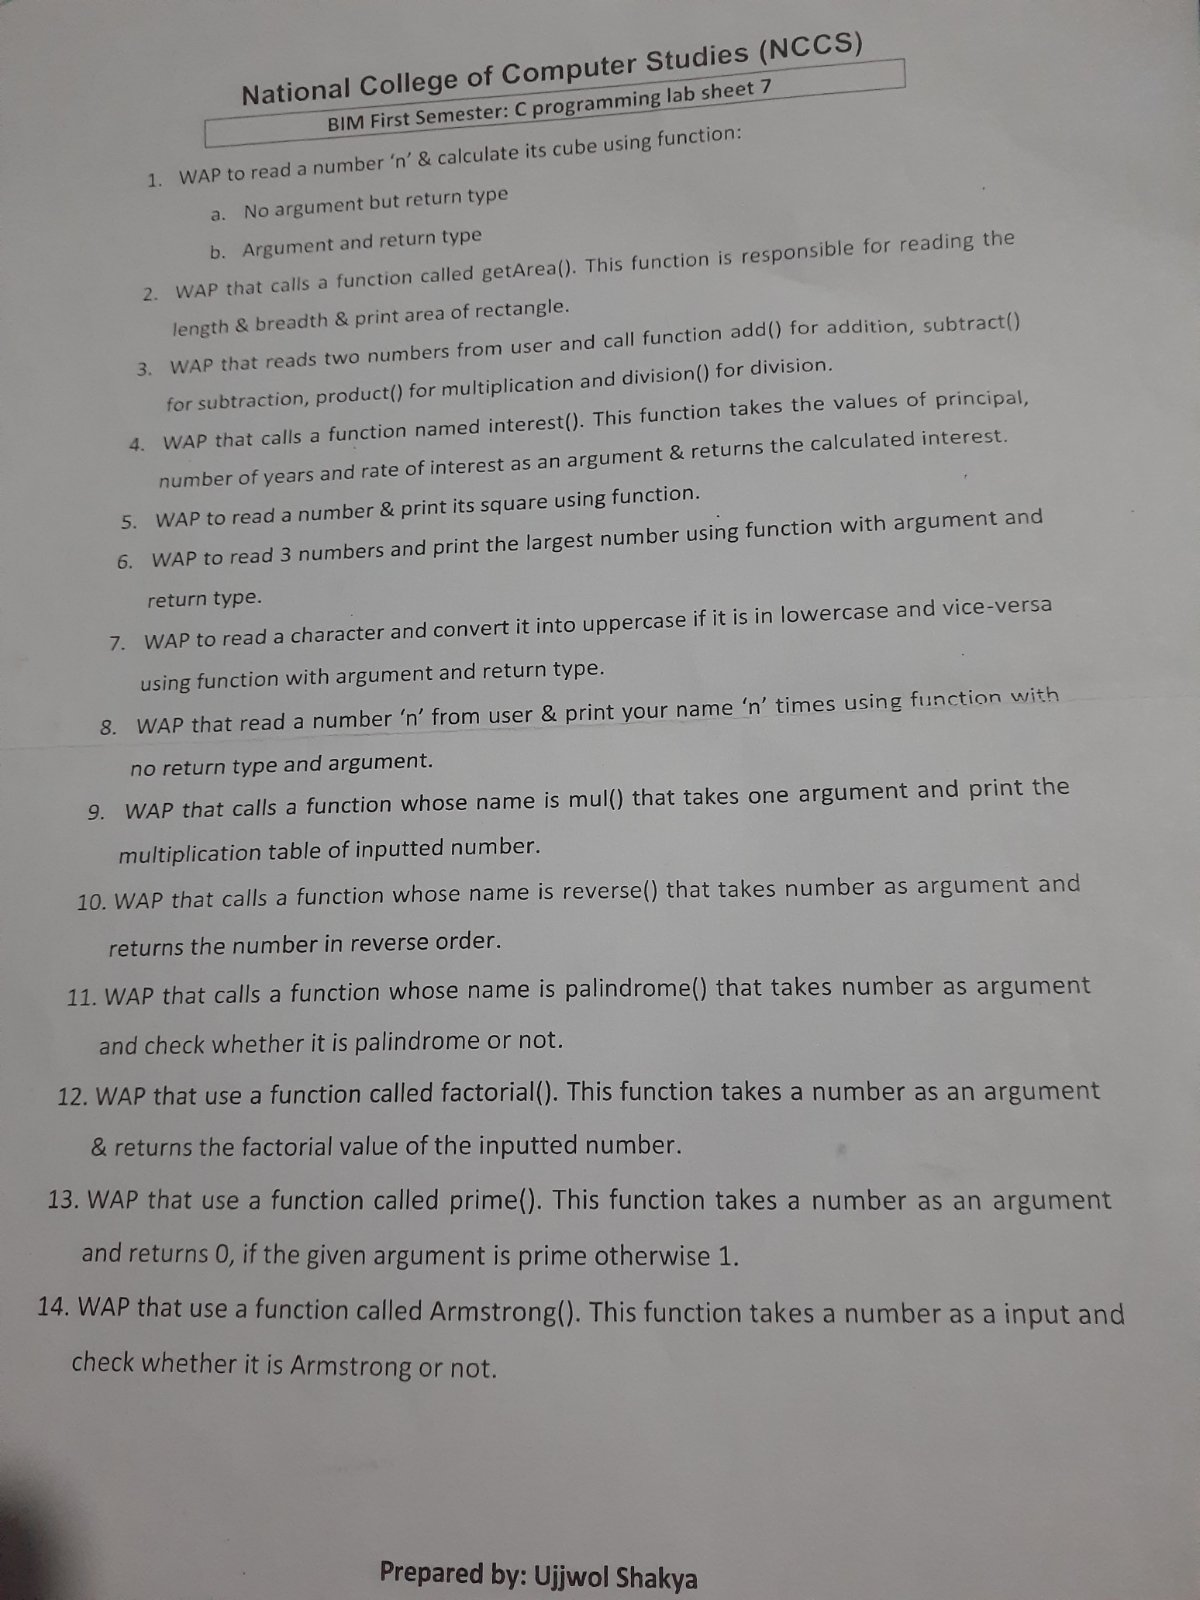 National College of Computer Studies (NCCS)
BIM First Semester: C programming lab sheet 7
1. WAP to read a number ‘n’ & calculate its cube using function:
a. No argument but return type
b. Argument and return type
2. WAP that calls a function called getArea(). This function is responsible for reading the
length & breadth & print area of rectangle.
3. WAP that reads two numbers from user and call function add() for addition, subtract()
for subtraction, product() for multiplication and division() for division.
4. WAP that calls a function named interest(). This function takes the values of principal,
number of years and rate of interest as an argument & returns the calculated interest.
5. WAP to read a number & print its square using function.
6. WAP to read 3 numbers and print the largest number using function with argument and
return type.
7. WAP to read a character and convert it into uppercase if it is in lowercase and vice-versa
using function with argument and return type.
8. WAP that read a number ‘n’ from user & print your name ‘n’ times using function with
no return type and argument.
9. WAP that calls a function whose name is mul() that takes one argument and print the
multiplication table of inputted number.
10. WAP that calls a function whose name is reverse() that takes number as argument and
returns the number in reverse order.
11. WAP that calls a function whose name is palindrome() that takes number as argument
and check whether it is palindrome or not.
12. WAP that use a function called factorial(). This function takes a number as an argument
& returns the factorial value of the inputted number.
13. WAP that use a function called prime(). This function takes a number as an argument
and returns 0, if the given argument is prime otherwise 1.
14. WAP that use a function called Armstrong(). This function takes a number as a input and
check whether it is Armstrong or not.
Prepared by: Ujjwol Shakya